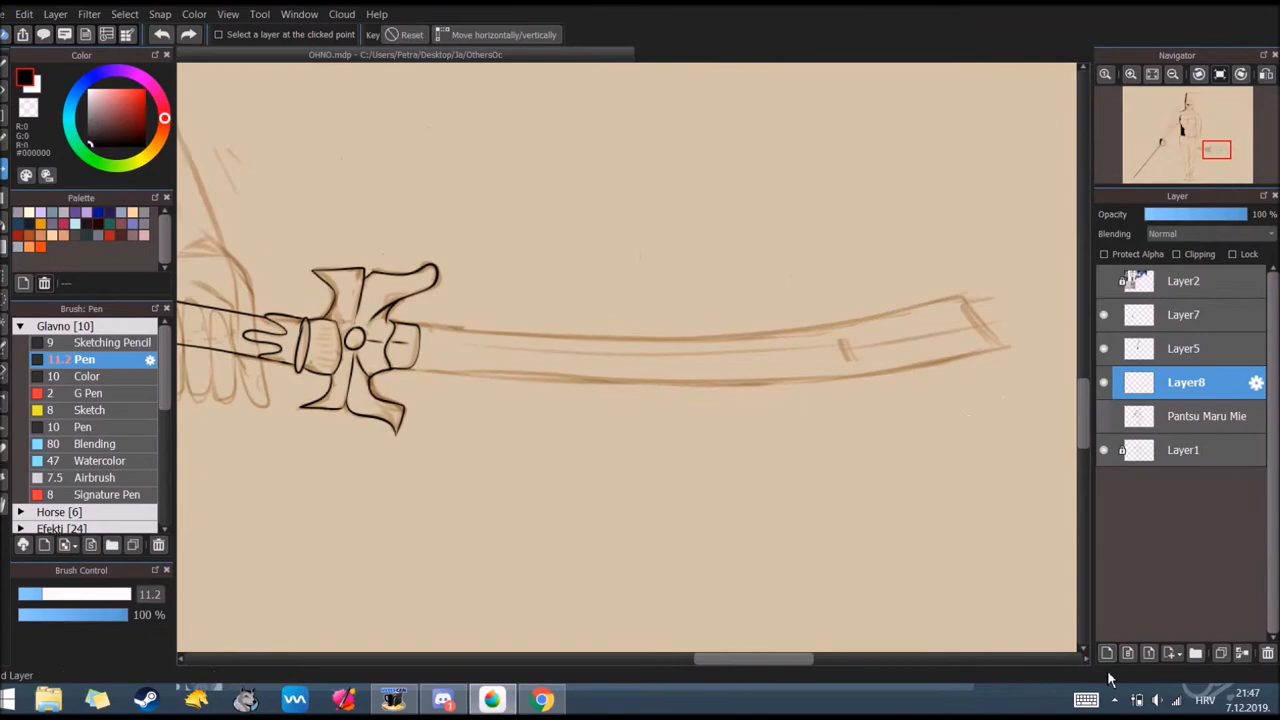 Edit Layer Filter Select Snap Color View Tool Window Cloud Help
Select a layer at the clicked point Key Reset Move horizontally/vertically
OHNO.mdp - C:/Users/Petra/Desktop/Ja/OthersOc
Color
R:0
G:0
B:0
#000000
Palette
---
Brush: Pen
Glavno [10]
9 Sketching Pencil
11.2 Pen
10 Color
2 G Pen
8 Sketch
10 Pen
80 Blending
47 Watercolor
7.5 Airbrush
8 Signature Pen
Horse [6]
Efekti [24]
Brush Control
11.2
100 %
d Layer
Navigator
Layer
Opacity 100 %
Blending Normal
Protect Alpha Clipping Lock
Layer2
Layer7
Layer5
Layer8
Pantsu Maru Mie
Layer1
1
HRV
21:47
7.12.2019.